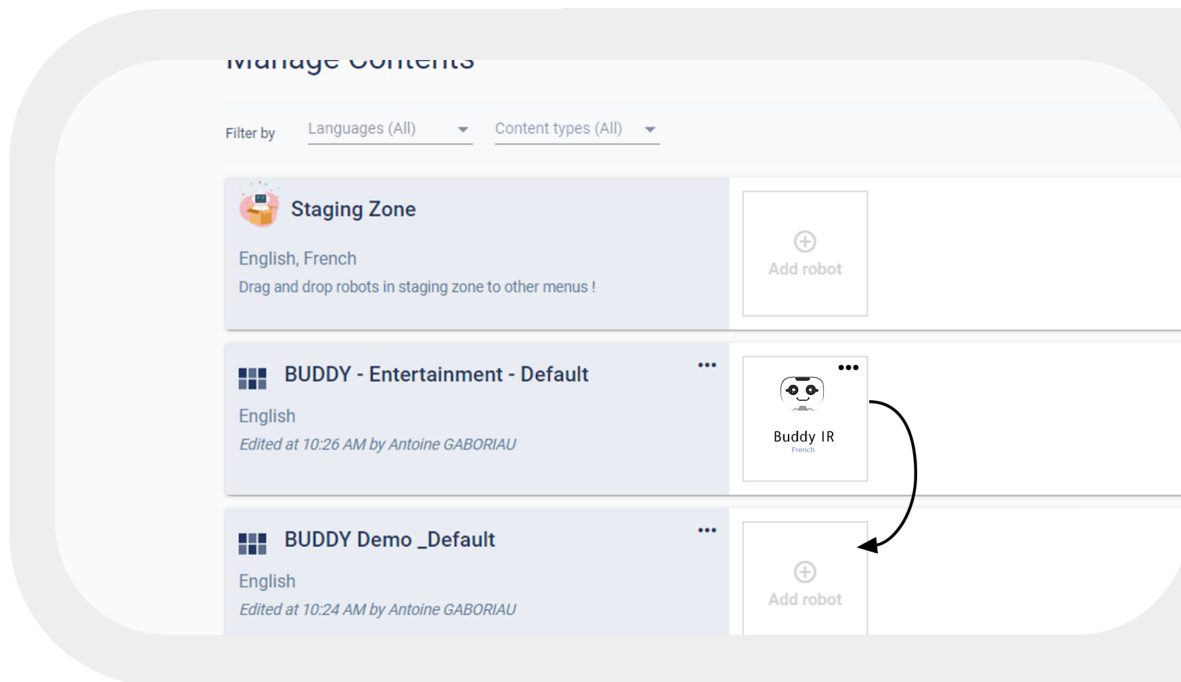 Manage Contents
Filter by Languages (All) Content types (All)
Staging Zone
English, French
Drag and drop robots in staging zone to other menus !
Add robot
BUDDY - Entertainment - Default
English
Edited at 10:26 AM by Antoine GABORIAU
Buddy IR
French
BUDDY Demo _Default
English
Edited at 10:24 AM by Antoine GABORIAU
Add robot